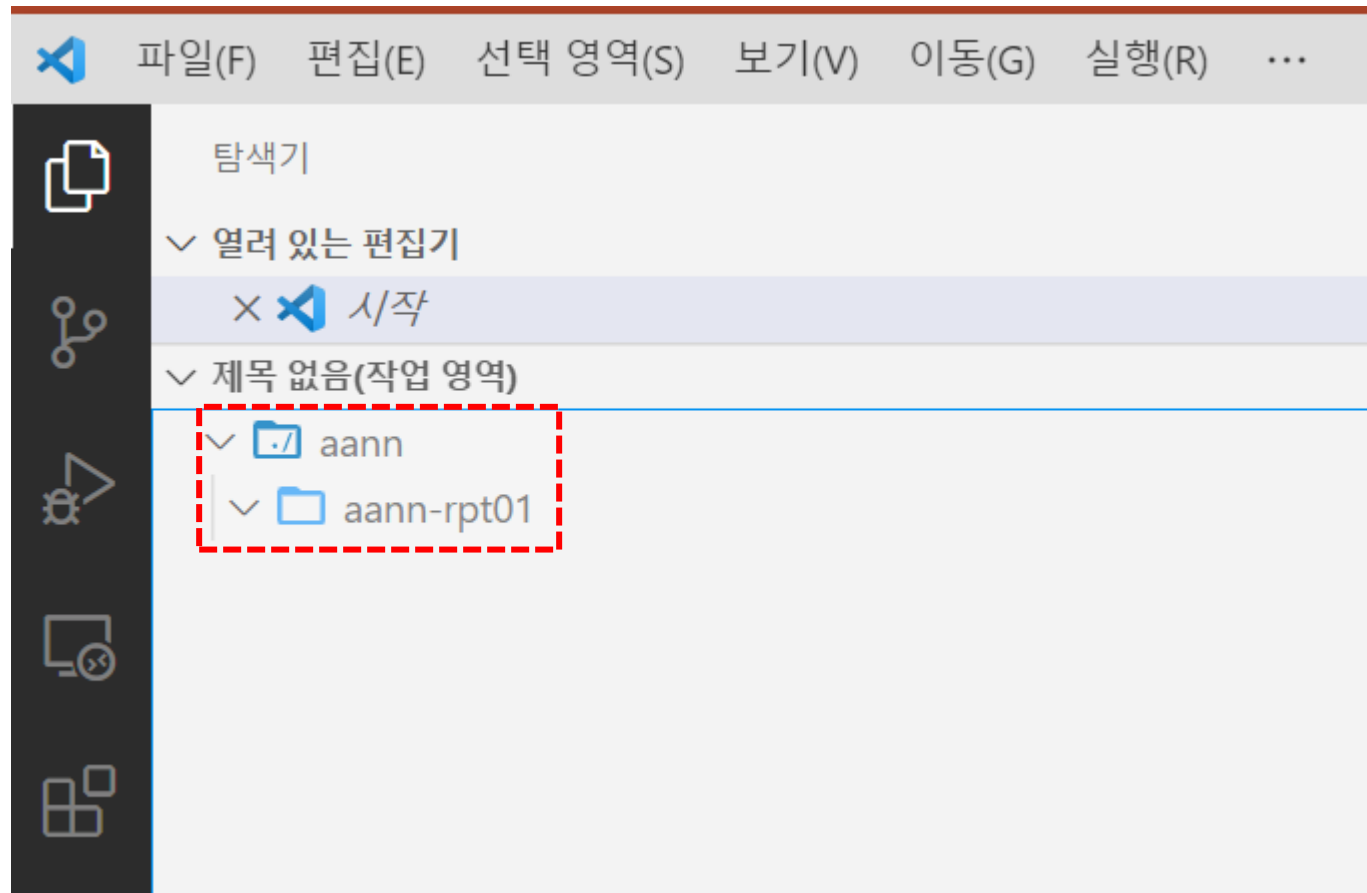 파일(F) 편집(E) 선택 영역(S) 보기(V) 이동(G) 실행(R) ···
탐색기
열려 있는 편집기
시작
제목 없음(작업 영역)
aann
aann-rpt01